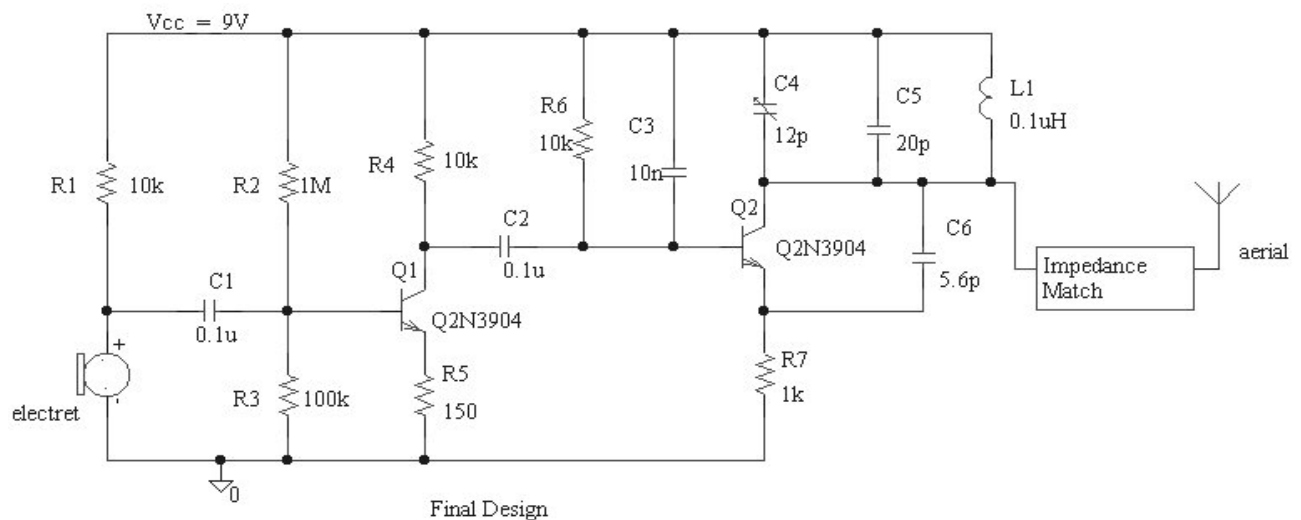 Vcc = 9V
R1
10k
R2
1M
R4
10k
R6
10k
C3
10n
C4
12p
C5
20p
L1
0.1uH
C1
0.1u
Q1
Q2N3904
C2
0.1u
Q2
Q2N3904
C6
5.6p
Impedance
Match
aerial
+
-
electret
R3
100k
R5
150
R7
1k
0
Final Design